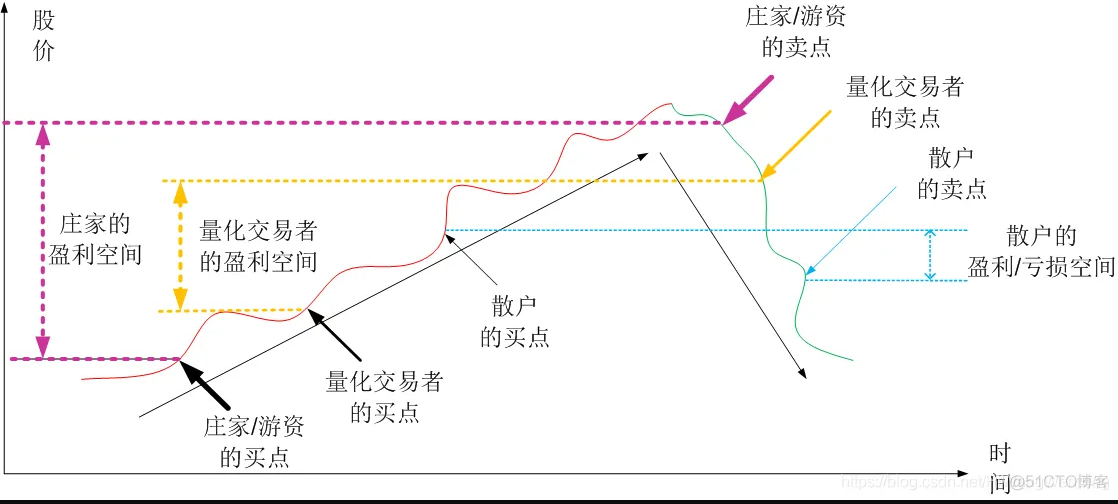 股
价
庄家/游资
的卖点
量化交易者
的卖点
散户
的卖点
庄家的
盈利空间
量化交易者
的盈利空间
散户的
盈利/亏损空间
散户
的买点
量化交易者
的买点
庄家/游资
的买点
时
间
@51CTO博客